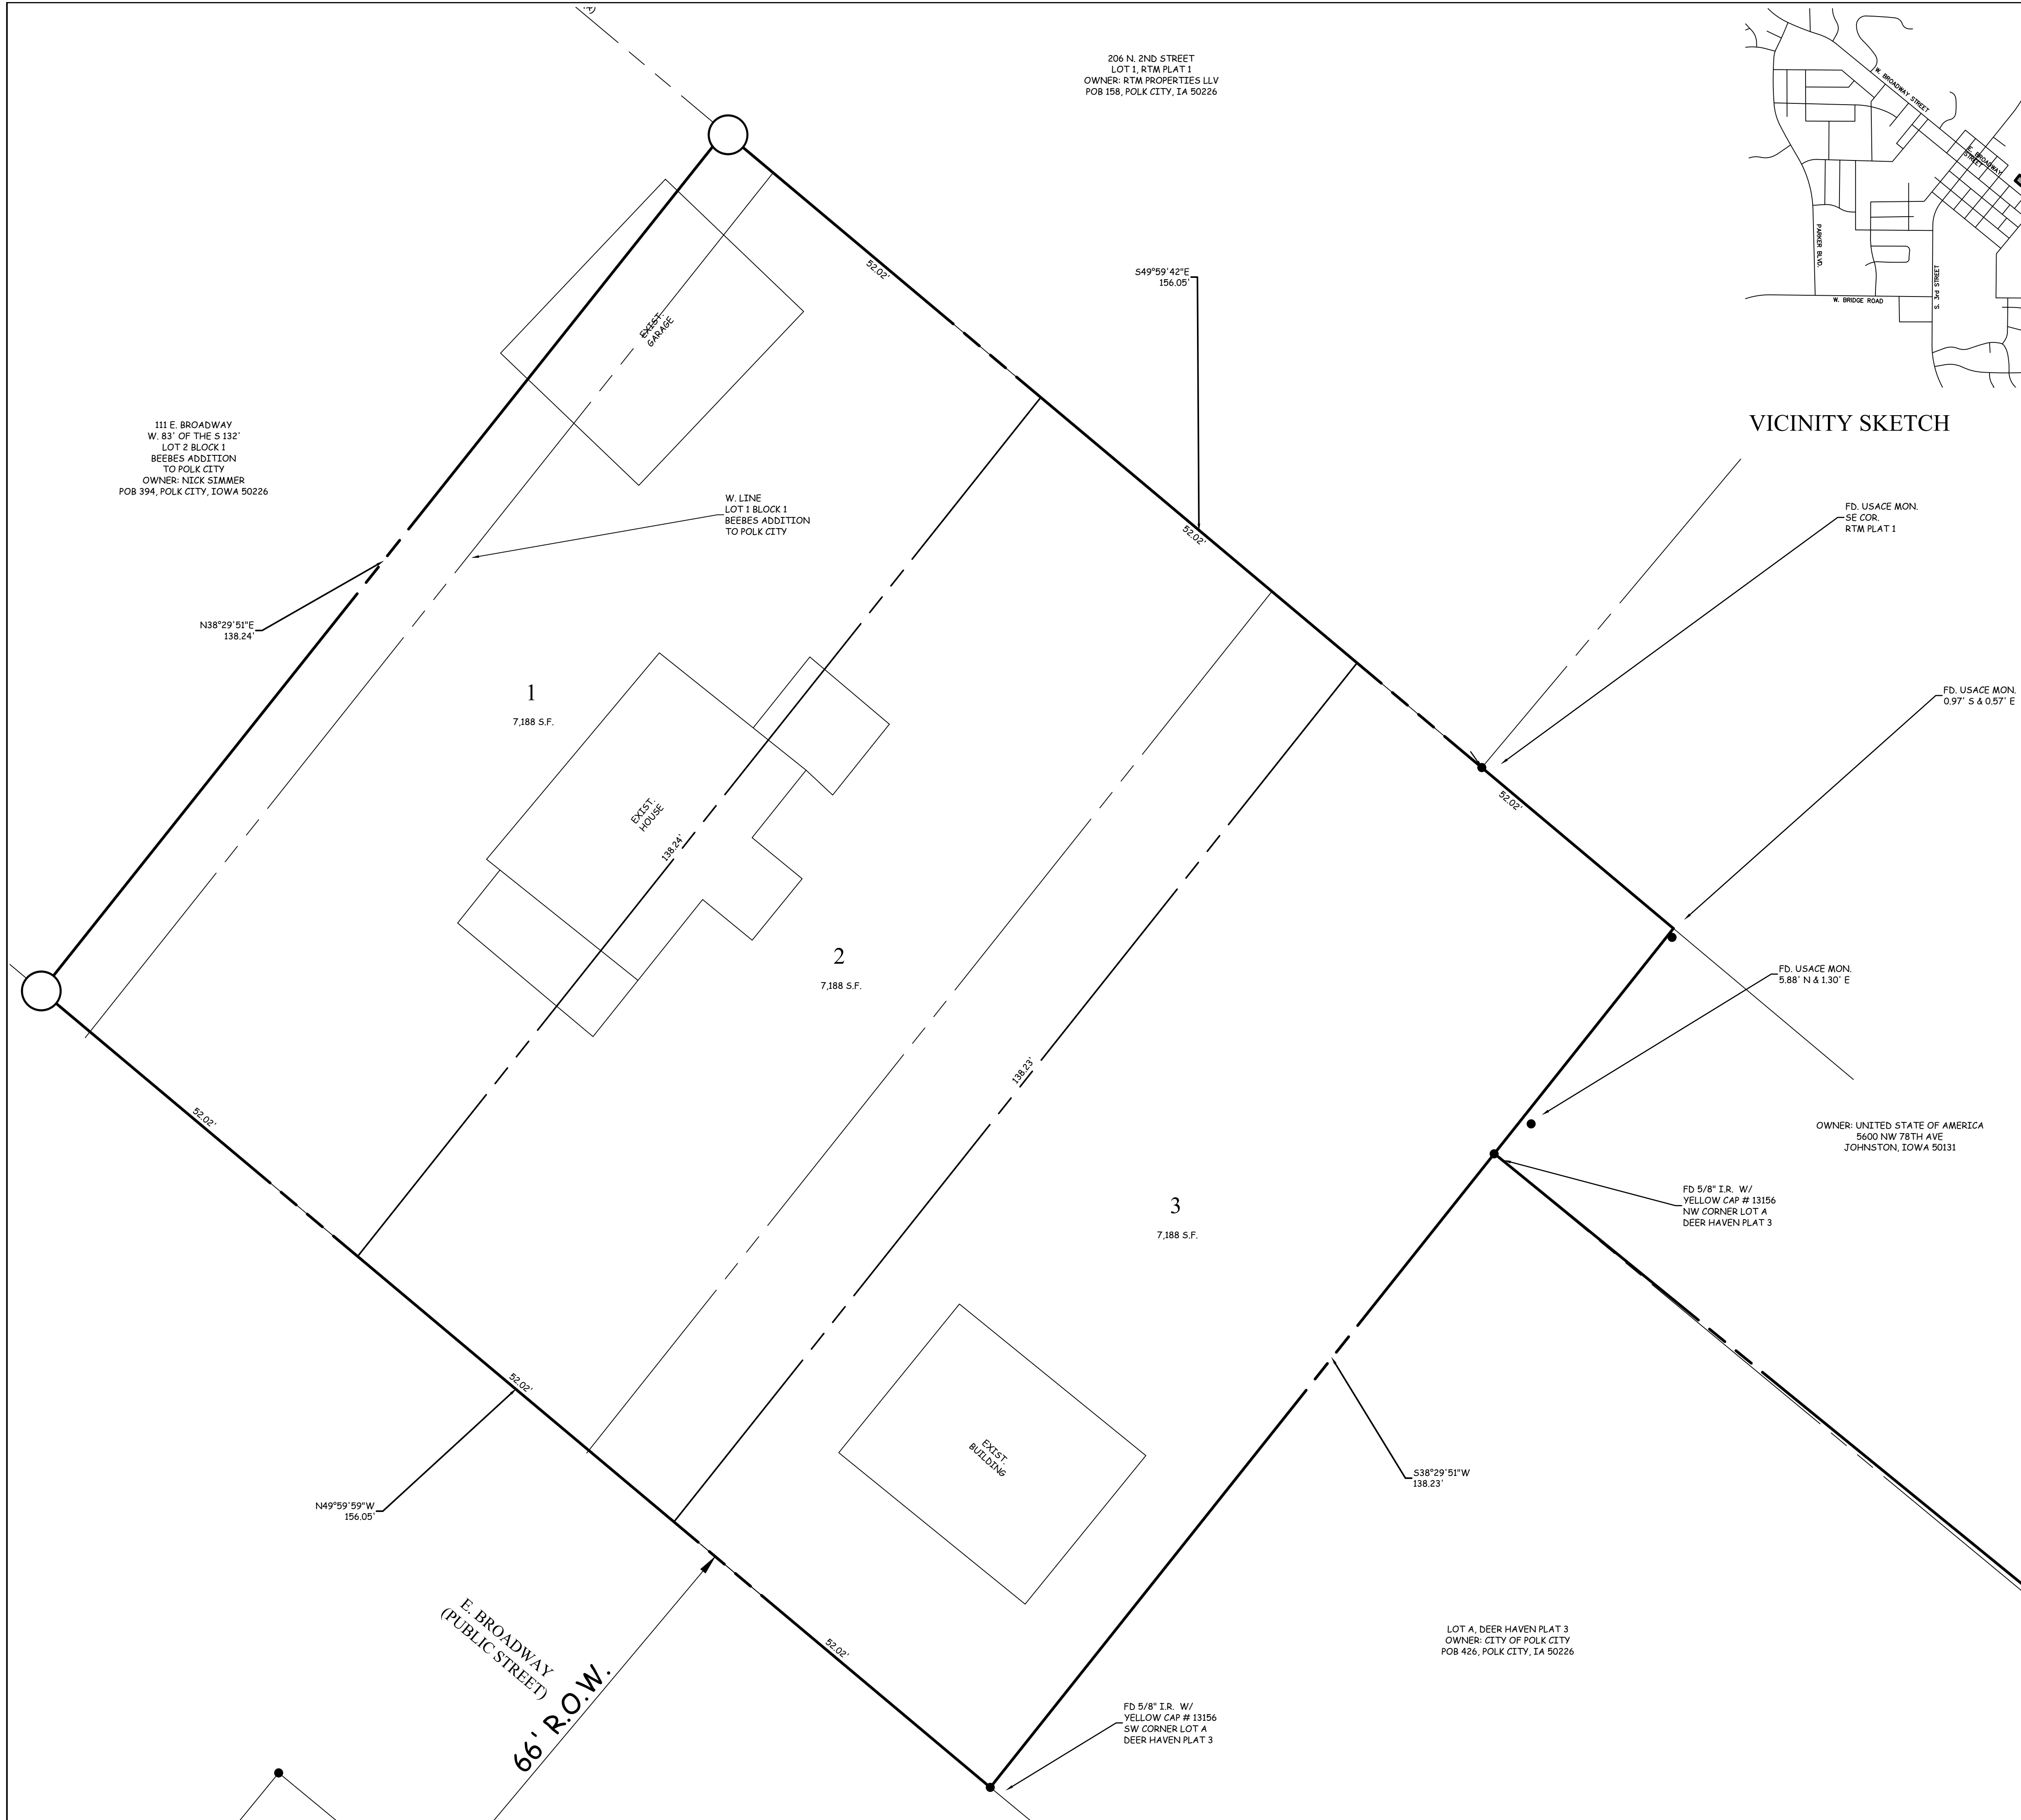 206 N. 2ND STREET
LOT 1, RTM PLAT 1
OWNER: RTM PROPERTIES LLV
POB 158, POLK CITY, IA 50226
W. BROADWAY STREET
E. BROADWAY
STREET
PARKER BLVD.
S. 3rd STREET
W. BRIDGE ROAD
VICINITY SKETCH
52.02'
S49°59'42"E
156.05'
EXIST.
GARAGE
111 E. BROADWAY
W. 83' OF THE S 132'
LOT 2 BLOCK 1
BEEBES ADDITION
TO POLK CITY
OWNER: NICK SIMMER
POB 394, POLK CITY, IOWA 50226
W. LINE
LOT 1 BLOCK 1
BEEBES ADDITION
TO POLK CITY
52.02'
FD. USACE MON.
SE COR.
RTM PLAT 1
N38°29'51"E
138.24'
1
7,188 S.F.
FD. USACE MON.
0.97' S & 0.57' E
EXIST.
HOUSE
138.24'
52.02'
2
7,188 S.F.
FD. USACE MON.
5.88' N & 1.30' E
138.23'
52.02'
OWNER: UNITED STATE OF AMERICA
5600 NW 78TH AVE
JOHNSTON, IOWA 50131
3
7,188 S.F.
FD 5/8" I.R. W/
YELLOW CAP # 13156
NW CORNER LOT A
DEER HAVEN PLAT 3
52.02'
EXIST.
BUILDING
S38°29'51"W
138.23'
N49°59'59"W
156.05'
E. BROADWAY
(PUBLIC STREET)
66' R.O.W.
52.02'
LOT A, DEER HAVEN PLAT 3
OWNER: CITY OF POLK CITY
POB 426, POLK CITY, IA 50226
FD 5/8" I.R. W/
YELLOW CAP # 13156
SW CORNER LOT A
DEER HAVEN PLAT 3